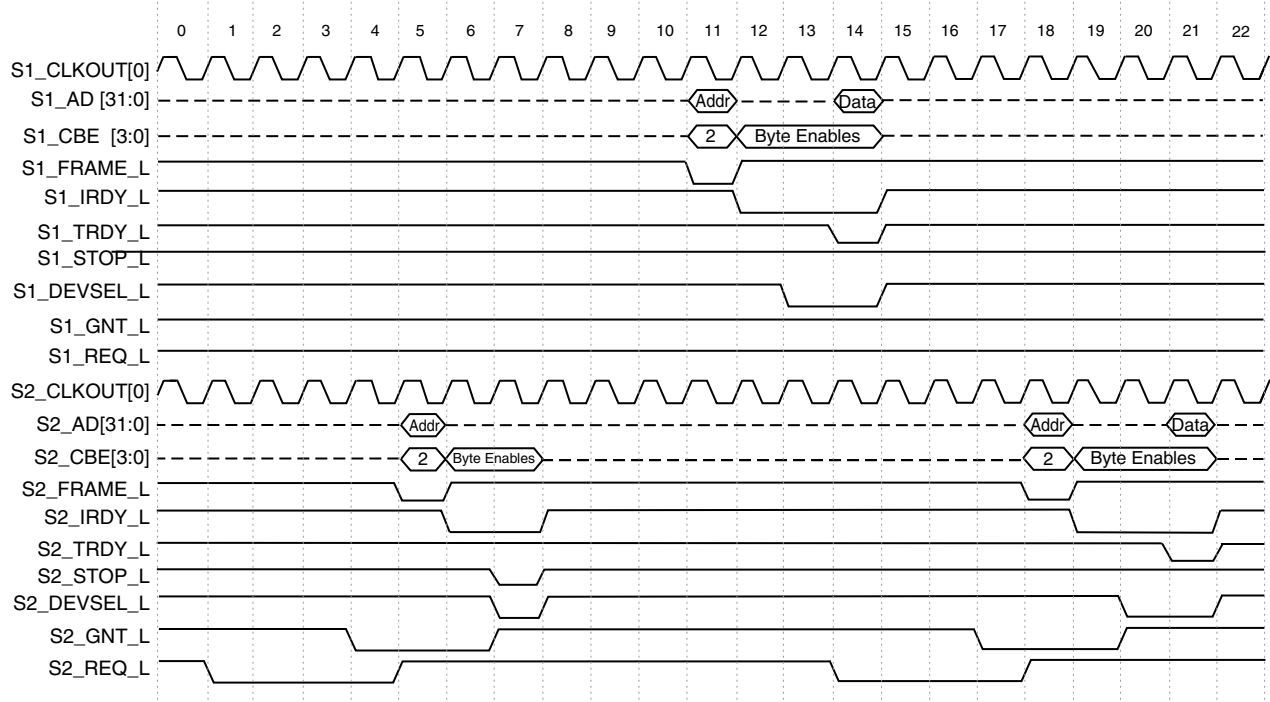 0 1 2 3 4 5 6 7 8 9 10 11 12 13 14 15 16 17 18 19 20 21 22
S1_CLKOUT[0]
S1_AD [31:0] Addr Data
S1_CBE [3:0] 2 Byte Enables
S1_FRAME_L
S1_IRDY_L
S1_TRDY_L
S1_STOP_L
S1_DEVSEL_L
S1_GNT_L
S1_REQ_L
S2_CLKOUT[0]
S2_AD[31:0] Addr Addr Data
S2_CBE[3:0] 2 Byte Enables 2 Byte Enables
S2_FRAME_L
S2_IRDY_L
S2_TRDY_L
S2_STOP_L
S2_DEVSEL_L
S2_GNT_L
S2_REQ_L